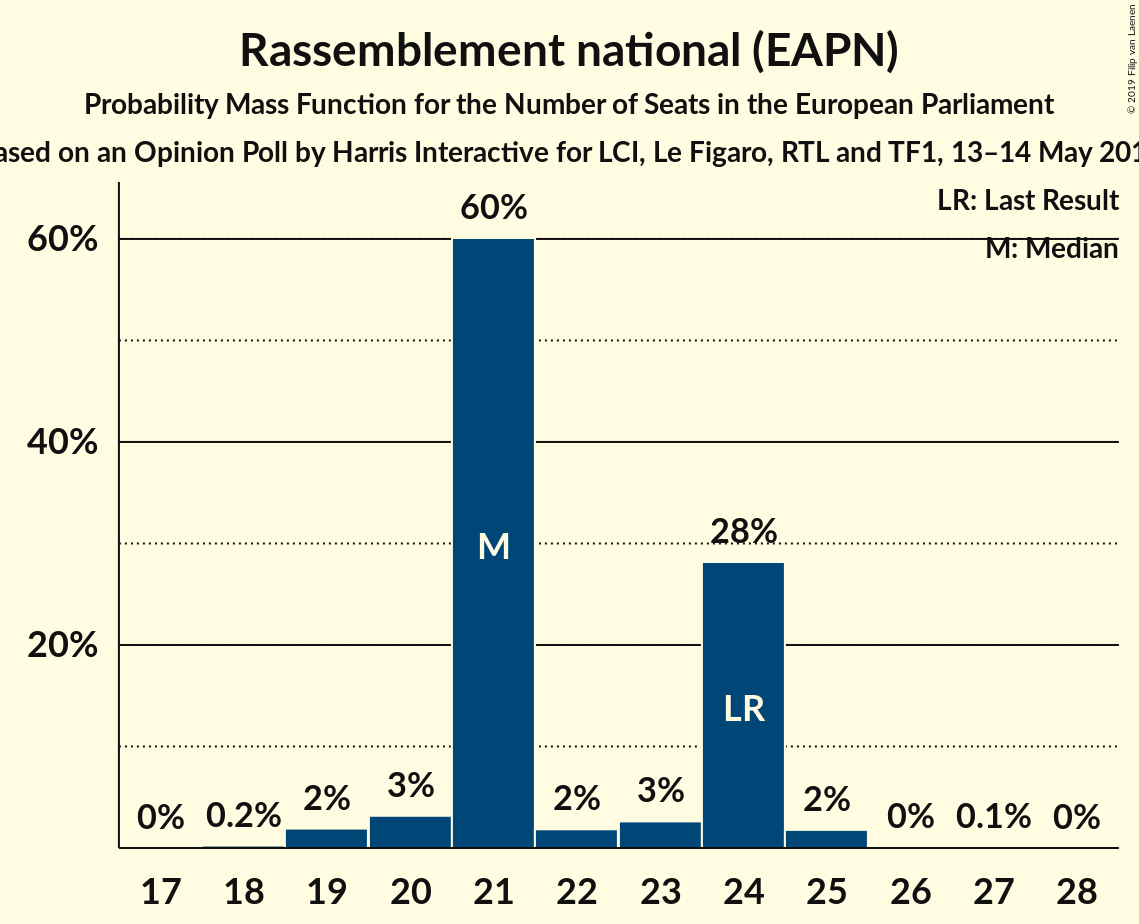 Rassemblement national (EAPN)
Probability Mass Function for the Number of Seats in the European Parliament
on an Opinion Poll by Harris Interactive for LCI, Le Figaro, RTL and TF1, 13–14 May
© 2019 Filip van Laenen
LR: Last Result
M: Median
60%
40%
20%
60%
M
28%
LR
0%
0.2%
2%
3%
2%
3%
2%
0%
0.1%
0%
17 18 19 20 21 22 23 24 25 26 27 28